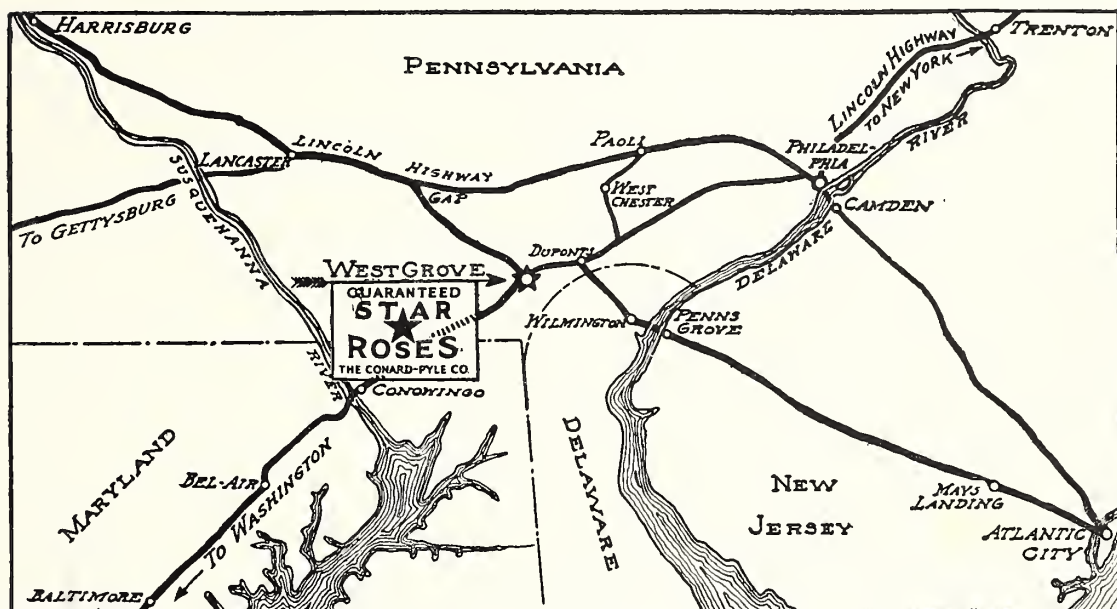 HARRISBURG
PENNSYLVANIA
LINCOLN HIGHWAY
TO NEW YORK
TRENTON
RIVER
LANCASTER
LINCOLN
HIGHWAY
GAP
PAOLI
PHILADEL-
PHIA
WEST
CHESTER
CAMDEN
TO GETTYSBURG
SUSQUEHANNA
RIVER
DUPONTS
DELAWARE
WEST GROVE
GUARANTEED
STAR
ROSES
THE CONARD-PYLE CO.
WILMINGTON
PENNS
GROVE
CONOWINGO
MARYLAND
BEL-AIR
TO WASHINGTON
BALTIMORE
DELAWARE
NEW
JERSEY
MAYS
LANDING
ATLANTIC
CITY